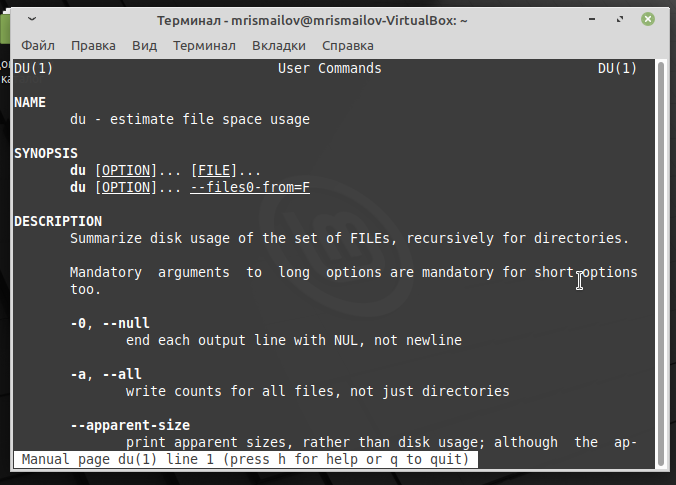 Терминал - mrismailov@mrismailov-VirtualBox: ~
Файл Правка Вид Терминал Вкладки Справка
DU(1) User Commands DU(1)
NAME
du - estimate file space usage
SYNOPSIS
du [OPTION]... [FILE]...
du [OPTION]... --files0-from=F
DESCRIPTION
Summarize disk usage of the set of FILEs, recursively for directories.
Mandatory arguments to long options are mandatory for short options
too.
-0, --null
end each output line with NUL, not newline
-a, --all
write counts for all files, not just directories
--apparent-size
print apparent sizes, rather than disk usage; although the ap-
Manual page du(1) line 1 (press h for help or q to quit)